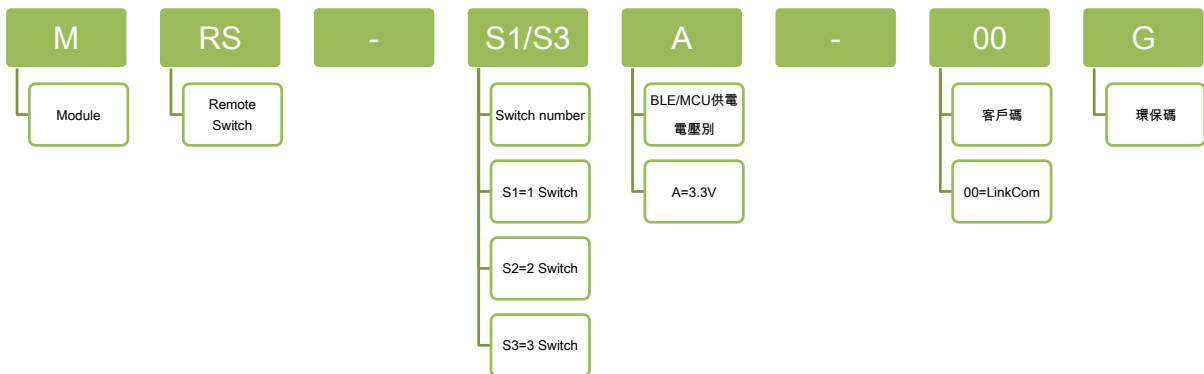 M
RS
-
S1/S3
A
-
00
G
Module
Remote
Switch
Switch number
S1=1 Switch
S2=2 Switch
S3=3 Switch
BLE/MCU供電
電壓別
A=3.3V
客戶碼
00=LinkCom
環保碼